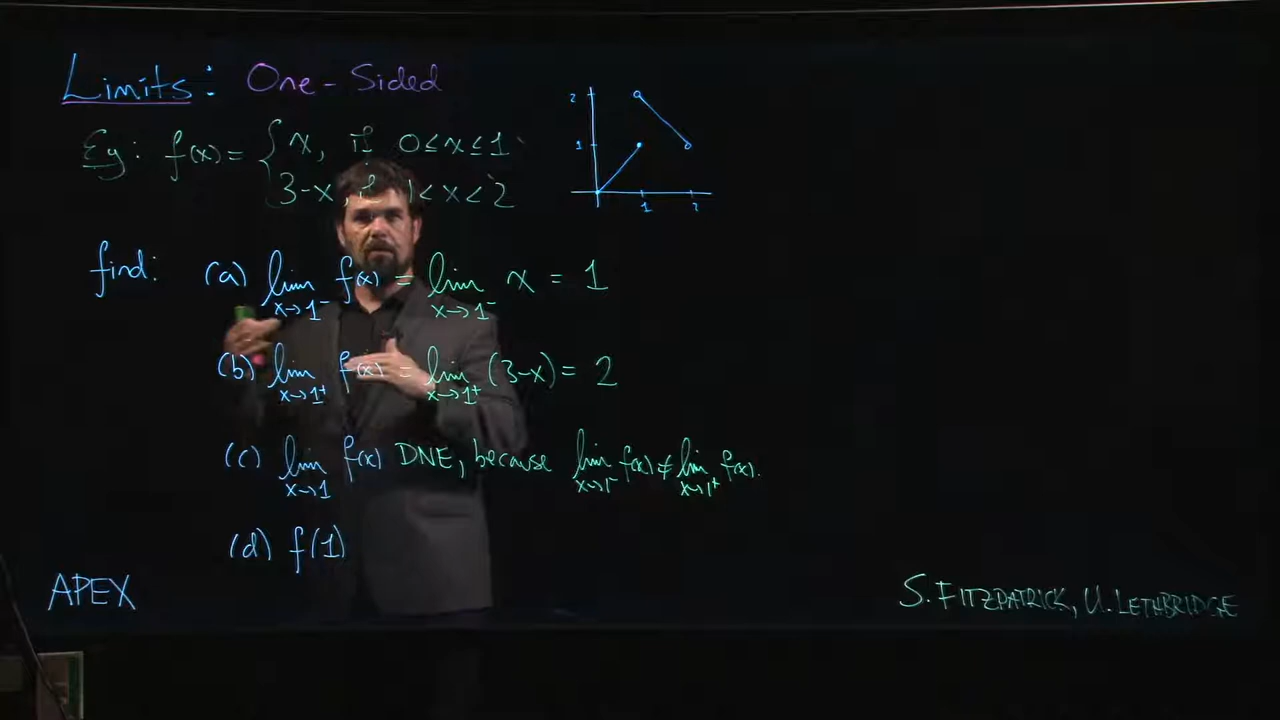 Limits: One-Sided
Eg: f(x) = { x, if 0≤x≤1
3-x, if 1<x<2
2
1
1 2
find: (a) lim x→1⁻ f(x) = lim x→1⁻ x = 1
(b) lim x→1⁺ f(x) = lim x→1⁺ (3-x) = 2
(c) lim x→1 f(x) DNE, because lim x→1⁻ f(x) ≠ lim x→1⁺ f(x).
(d) f(1)
APEX
S. FITZPATRICK, U. LETHBRIDGE